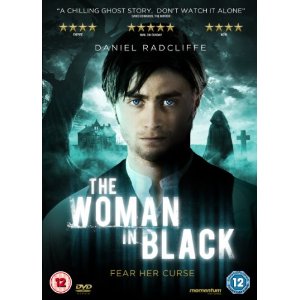 "A CHILLING GHOST STORY. DON'T WATCH IT ALONE"
DANIEL RADCLIFFE
THE
WOMAN
IN BLACK
FEAR HER CURSE
12
DVD
momentum
12